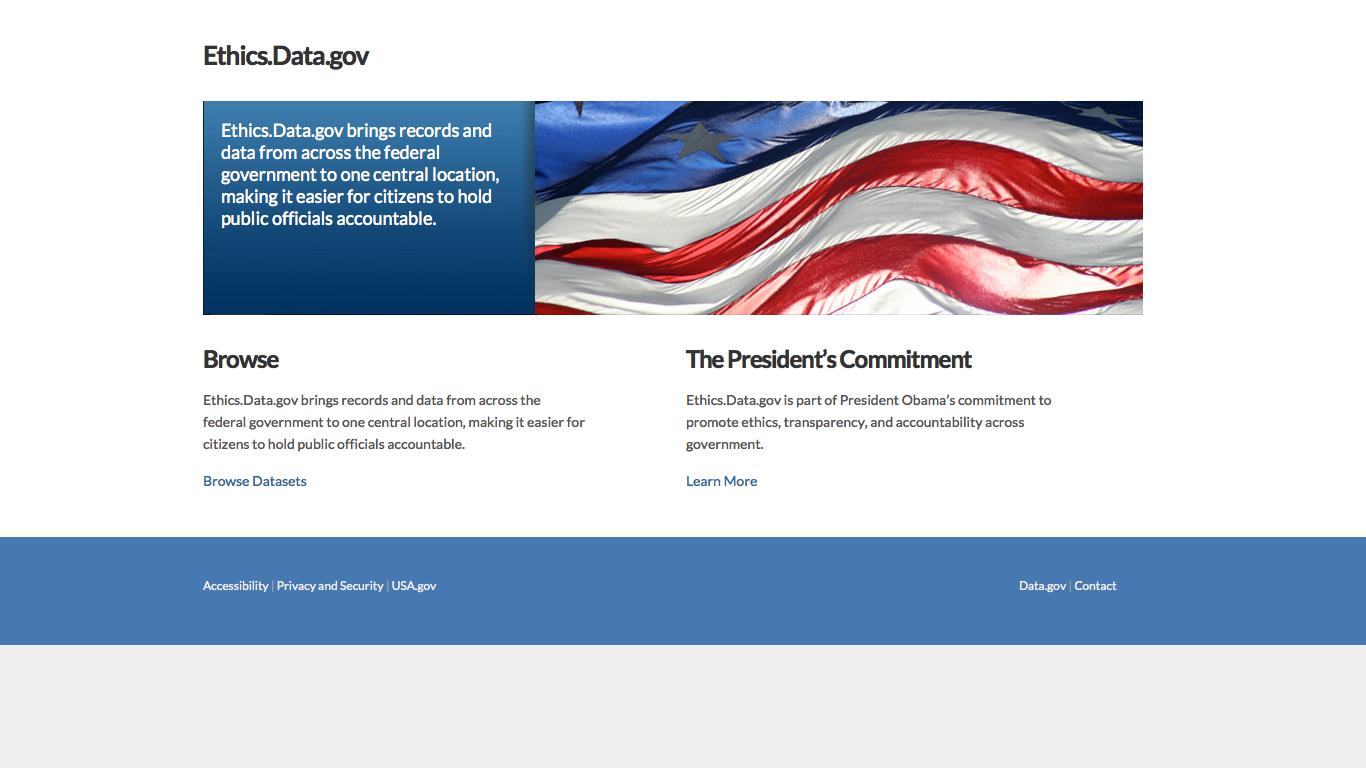 Ethics.Data.gov
Ethics.Data.gov brings records and
data from across the federal
government to one central location,
making it easier for citizens to hold
public officials accountable.
Browse
Ethics.Data.gov brings records and data from across the
federal government to one central location, making it easier for
citizens to hold public officials accountable.
Browse Datasets
The President’s Commitment
Ethics.Data.gov is part of President Obama’s commitment to
promote ethics, transparency, and accountability across
government.
Learn More
Accessibility | Privacy and Security | USA.gov
Data.gov | Contact